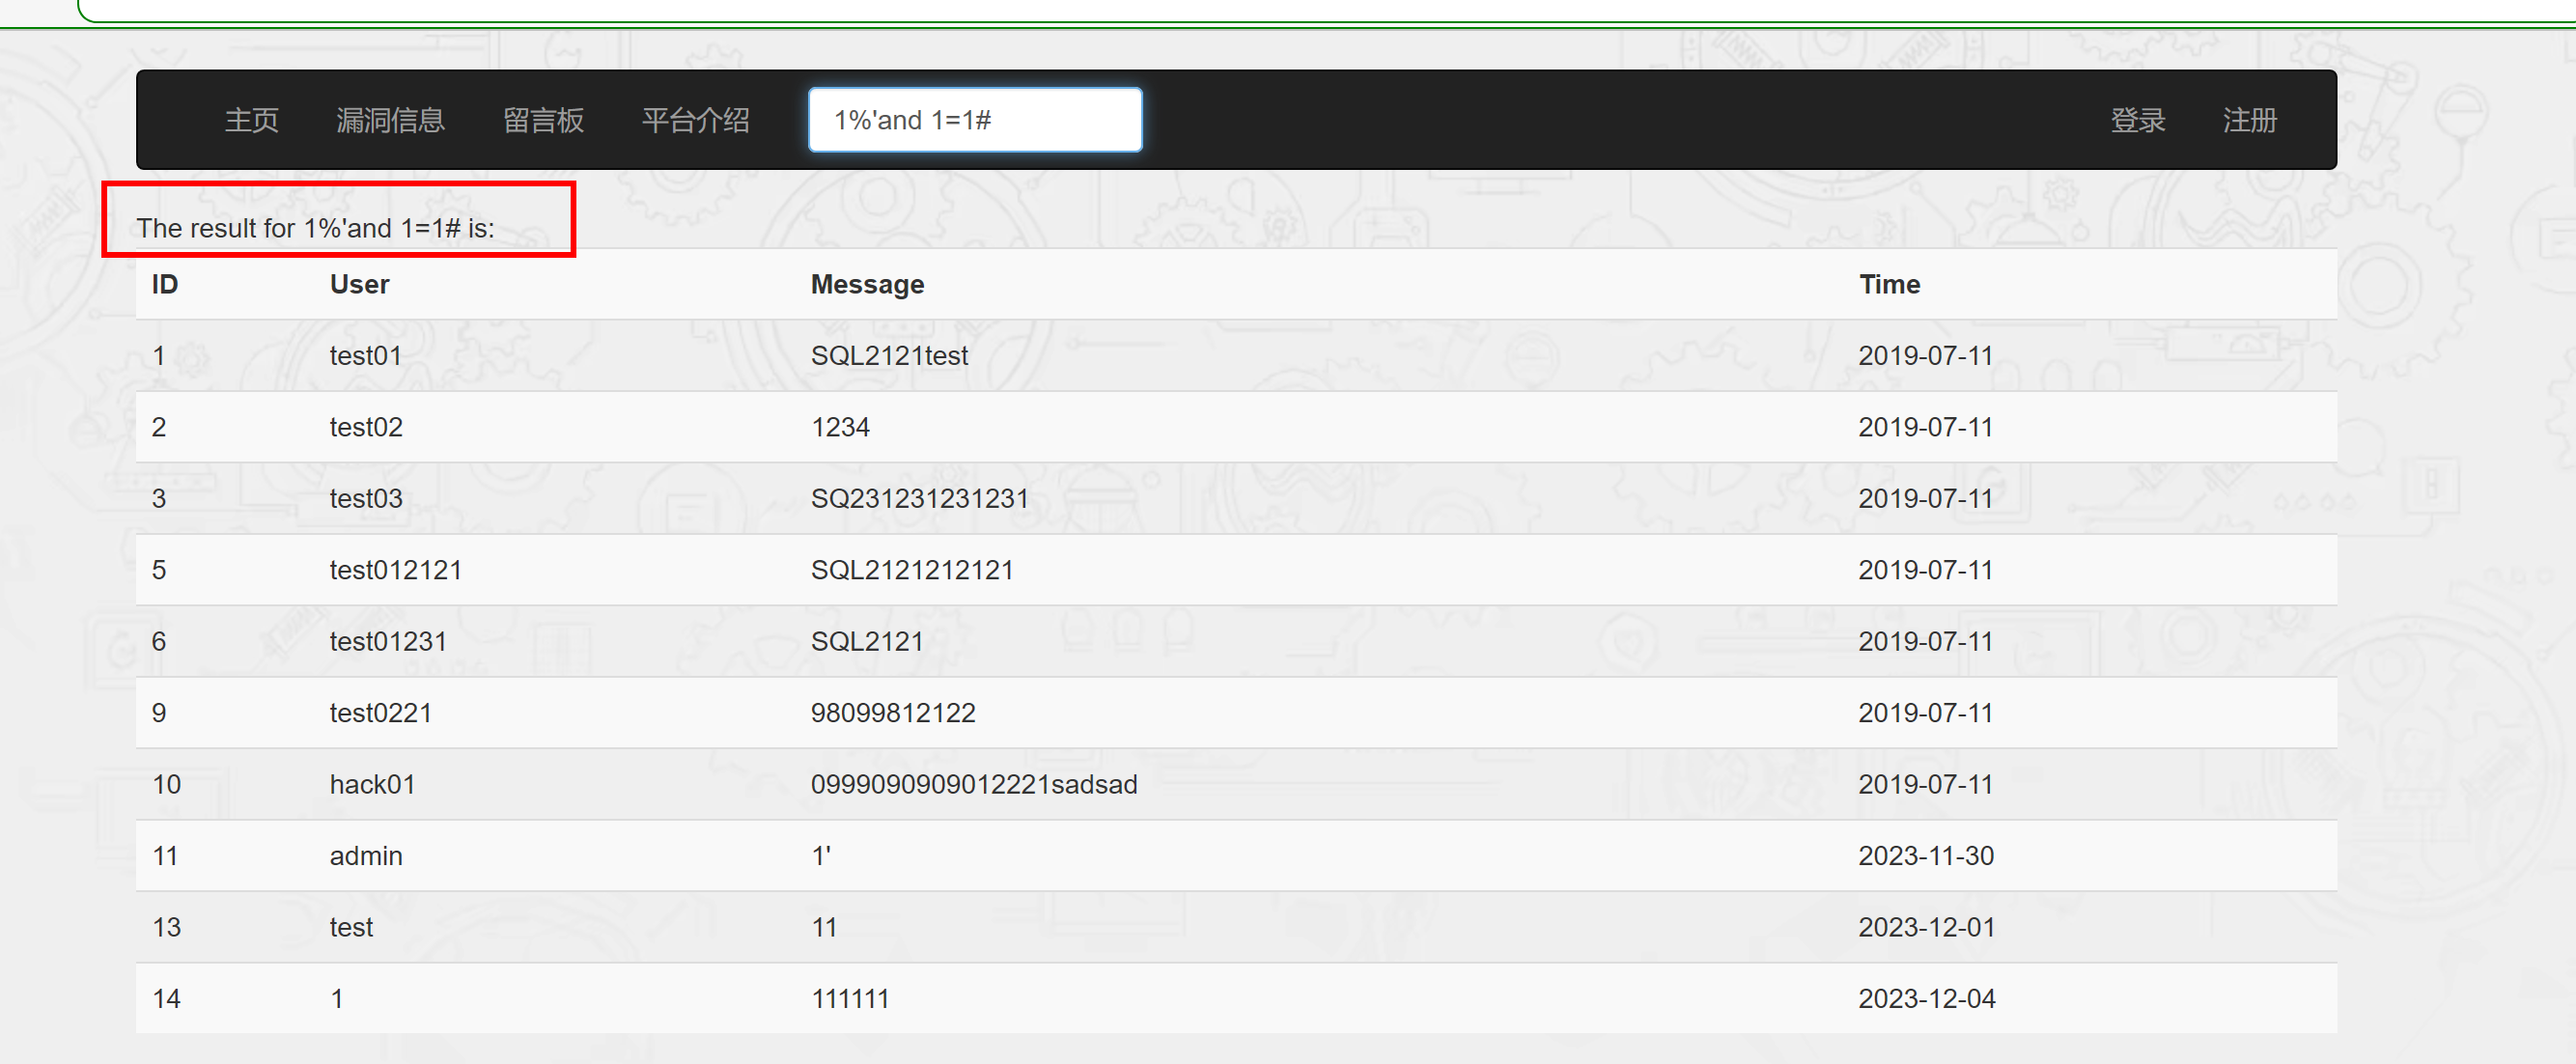 主页 漏洞信息 留言板 平台介绍 1%'and 1=1# 登录 注册
The result for 1%'and 1=1# is:
ID User Message Time
1 test01 SQL2121test 2019-07-11
2 test02 1234 2019-07-11
3 test03 SQ231231231231 2019-07-11
5 test012121 SQL2121212121 2019-07-11
6 test01231 SQL2121 2019-07-11
9 test0221 98099812122 2019-07-11
10 hack01 0999090909012221sadsad 2019-07-11
11 admin 1' 2023-11-30
13 test 11 2023-12-01
14 1 111111 2023-12-04